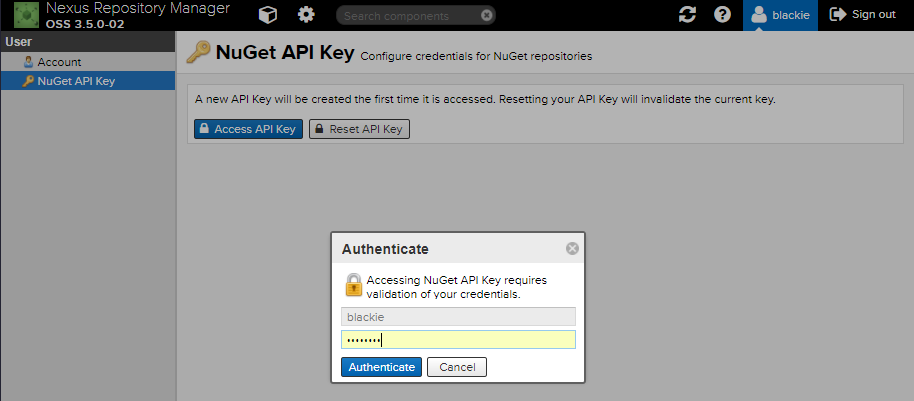 Nexus Repository Manager
OSS 3.5.0-02
Search components
blackie
Sign out
User
Account
NuGet API Key
NuGet API Key Configure credentials for NuGet repositories
A new API Key will be created the first time it is accessed. Resetting your API Key will invalidate the current key.
Access API Key
Reset API Key
Authenticate
Accessing NuGet API Key requires
validation of your credentials.
blackie
••••••••
Authenticate
Cancel